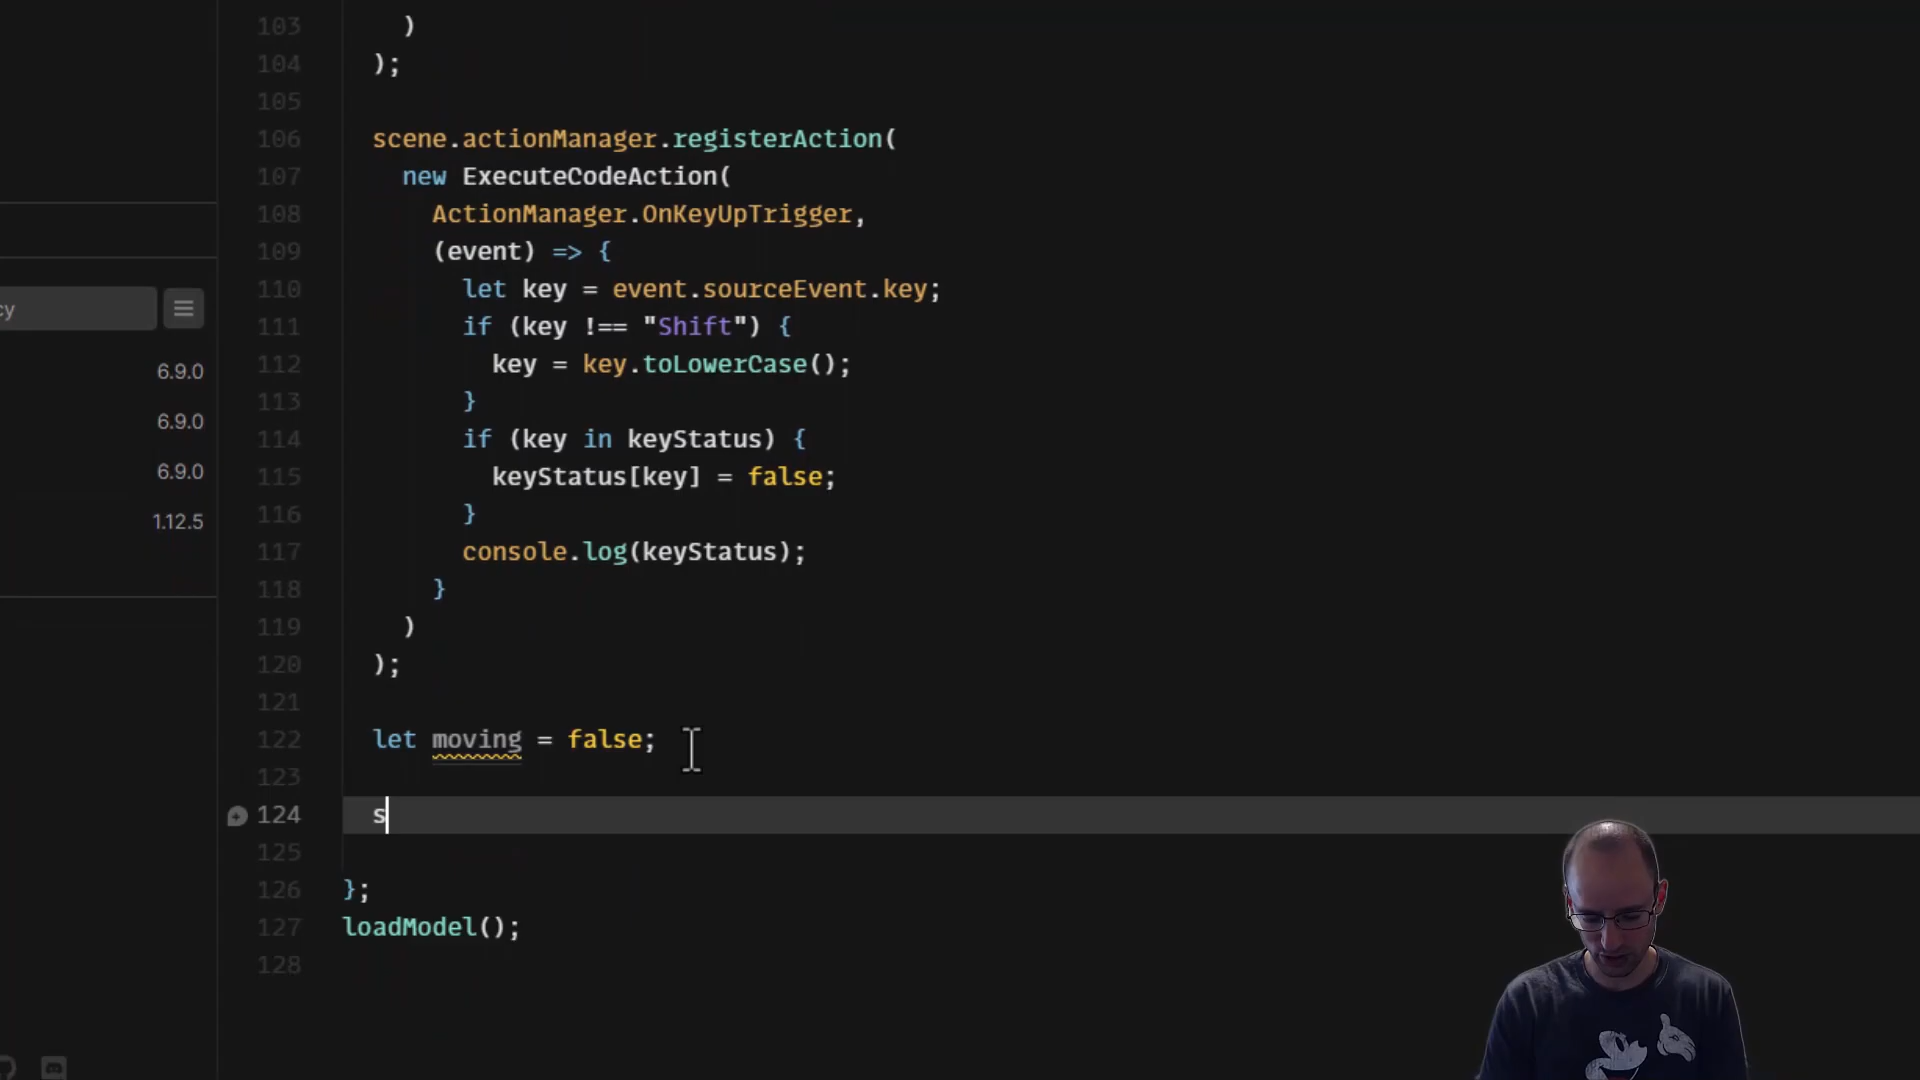 103 )
104 );
105
106 scene.actionManager.registerAction(
107 new ExecuteCodeAction(
108 ActionManager.OnKeyUpTrigger,
109 (event) => {
110 let key = event.sourceEvent.key;
111 if (key !== "Shift") {
112 key = key.toLowerCase();
113 }
114 if (key in keyStatus) {
115 keyStatus[key] = false;
116 }
117 console.log(keyStatus);
118 }
119 )
120 );
121
122 let moving = false;
123
124 s
125
126 };
127 loadModel();
128
cy
6.9.0
6.9.0
6.9.0
1.12.5